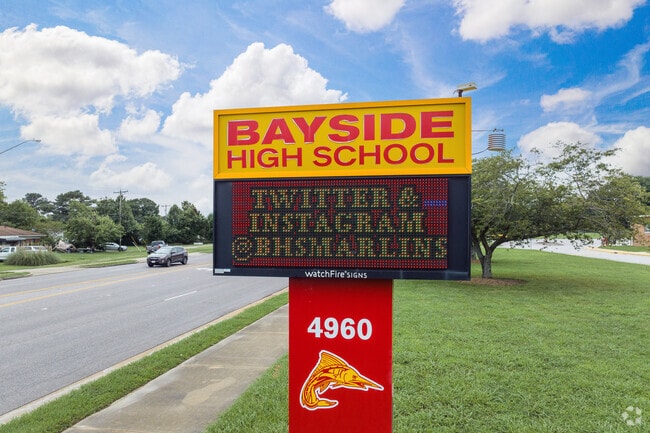 BAYSIDE
HIGH SCHOOL
TWITTER &
INSTAGRAM
@BHSMARLINS
watchFire®SIGNS
4960